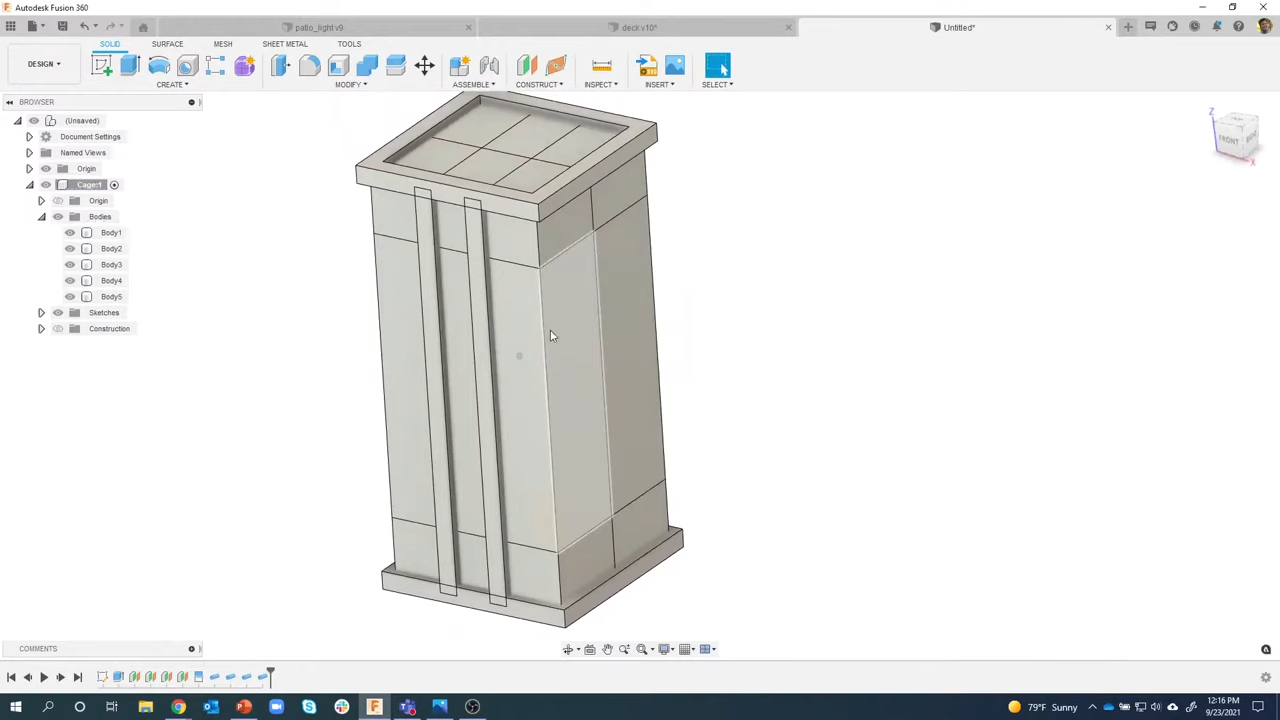 Autodesk Fusion 360
patio_light v9
deck v10*
Untitled*
SOLID
SURFACE
MESH
SHEET METAL
TOOLS
DESIGN
CREATE
MODIFY
ASSEMBLE
CONSTRUCT
INSPECT
INSERT
SELECT
BROWSER
(Unsaved)
Document Settings
Named Views
Origin
Cage:1
Origin
Bodies
Body1
Body2
Body3
Body4
Body5
Sketches
Construction
Z
FRONT
X
COMMENTS
79°F Sunny
12:16 PM
9/23/2021